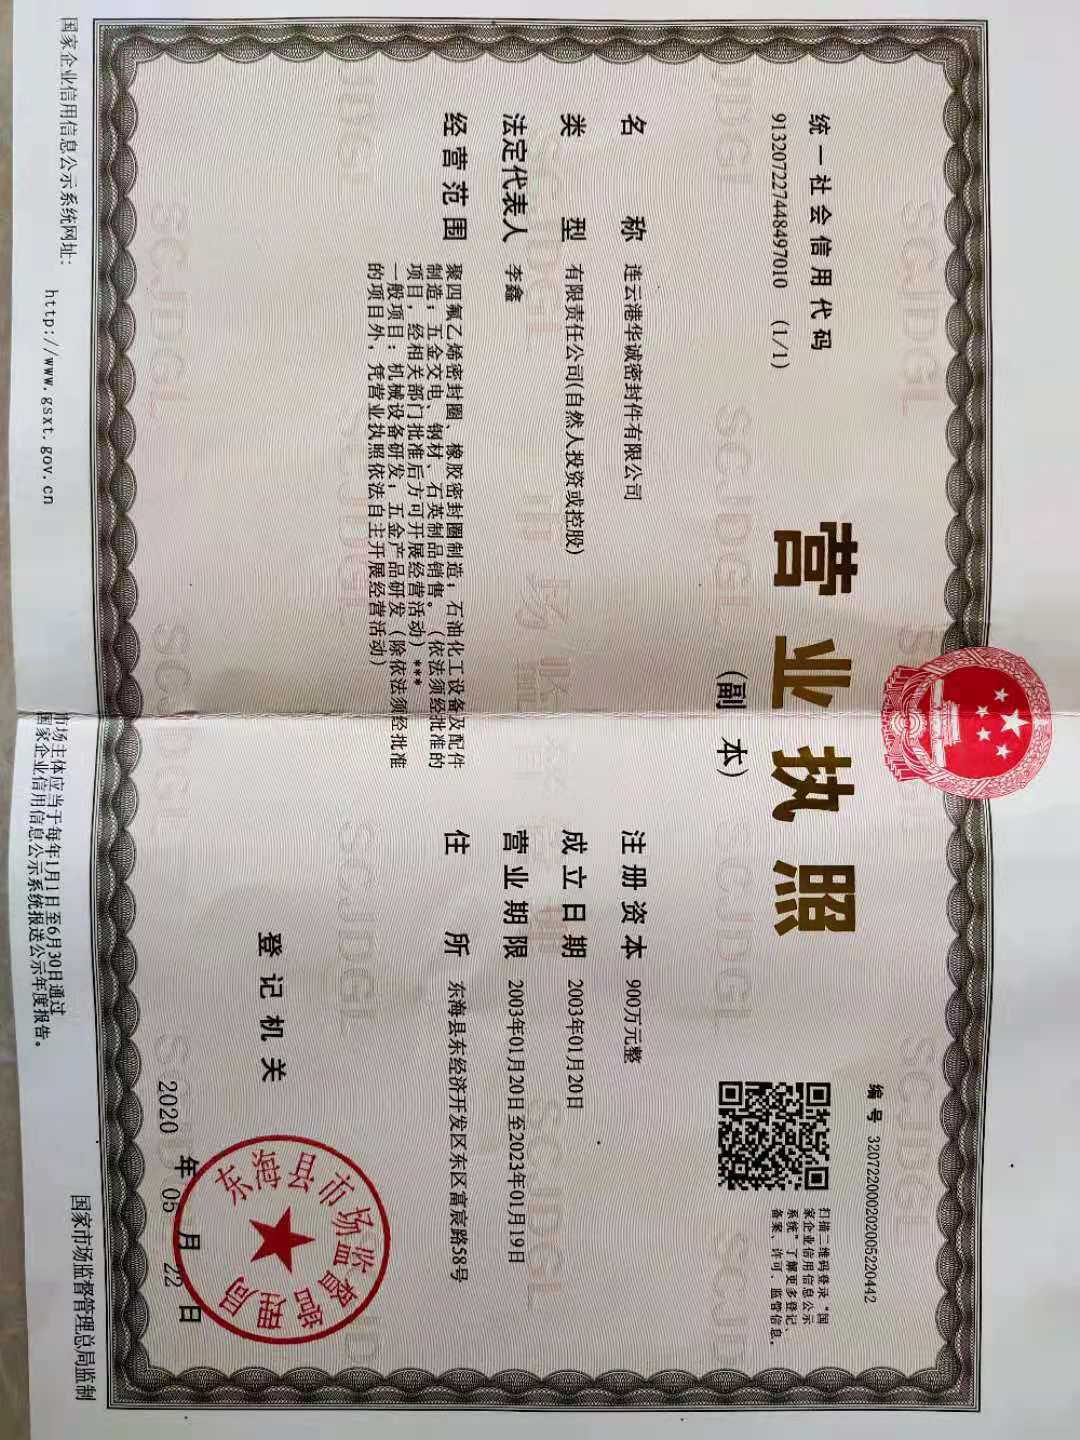 编号 320722000202005220442
统一社会信用代码
913207227448497010 (1/1)
营业执照
(副 本)
扫描二维码登录“国
家企业信用信息公示
系统”了解更多登记、
备案、许可、监管信息。
名 称 连云港华诚密封件有限公司
类 型 有限责任公司(自然人投资或控股)
法定代表人 李鑫
经营范围 聚四氟乙烯密封圈、橡胶密封圈制造；石油化工设备及配件
制造；五金交电、钢材、石英制品销售。(依法须经批准的
项目，经相关部门批准后方可开展经营活动)***
一般项目：机械设备研发；五金产品研发（除依法须经批准
的项目外，凭营业执照依法自主开展经营活动）
注册资本 900万元整
成立日期 2003年01月20日
营业期限 2003年01月20日至2023年01月19日
住 所 东海县东经济开发区东区富宸路58号
登记机关
东海县市场监督管理局
2020 年 05 月 22 日
国家企业信用信息公示系统网址： http://www.gsxt.gov.cn
市场主体应当于每年1月1日至6月30日通过
国家企业信用信息公示系统报送公示年度报告。
国家市场监督管理总局监制